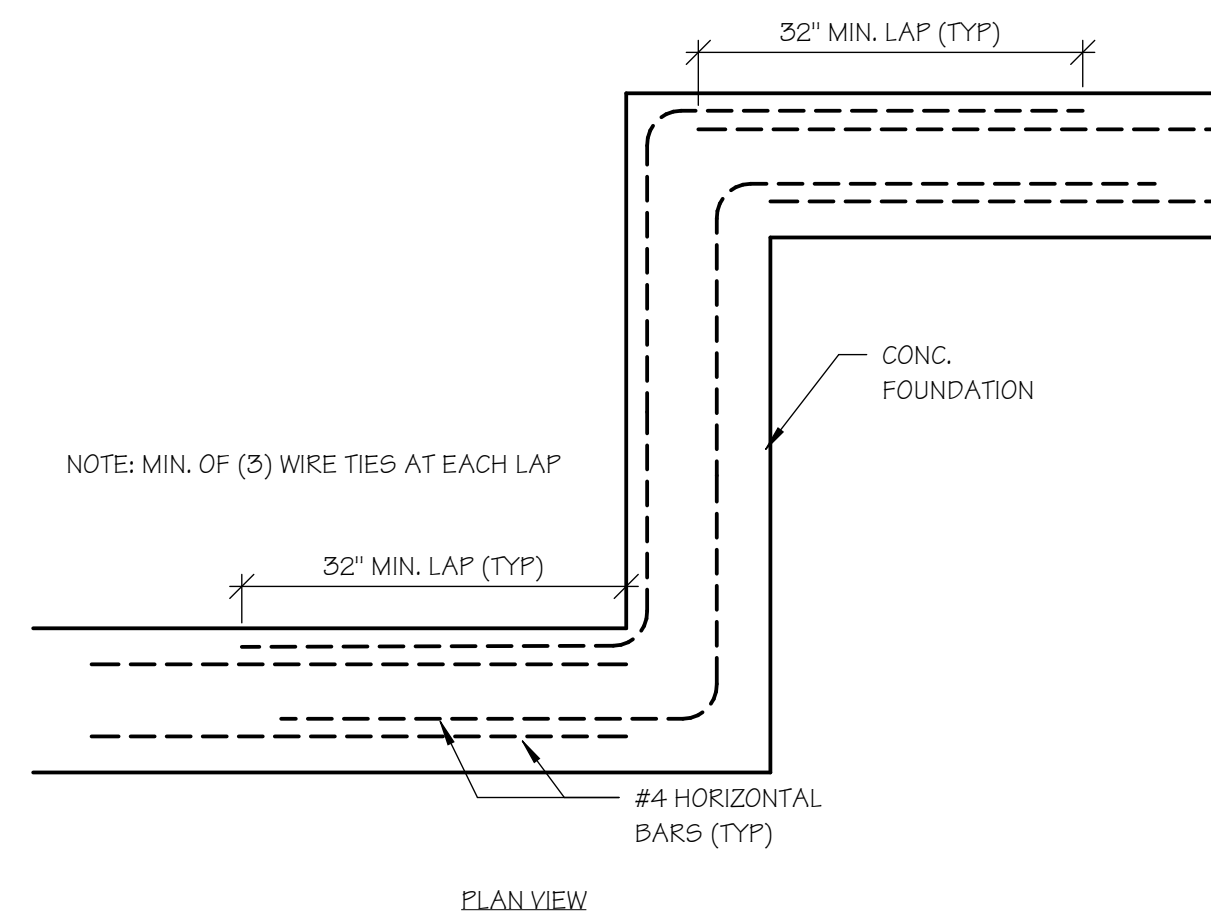 32" MIN. LAP (TYP)
CONC.
FOUNDATION
NOTE: MIN. OF (3) WIRE TIES AT EACH LAP
32" MIN. LAP (TYP)
#4 HORIZONTAL
BARS (TYP)
PLAN VIEW